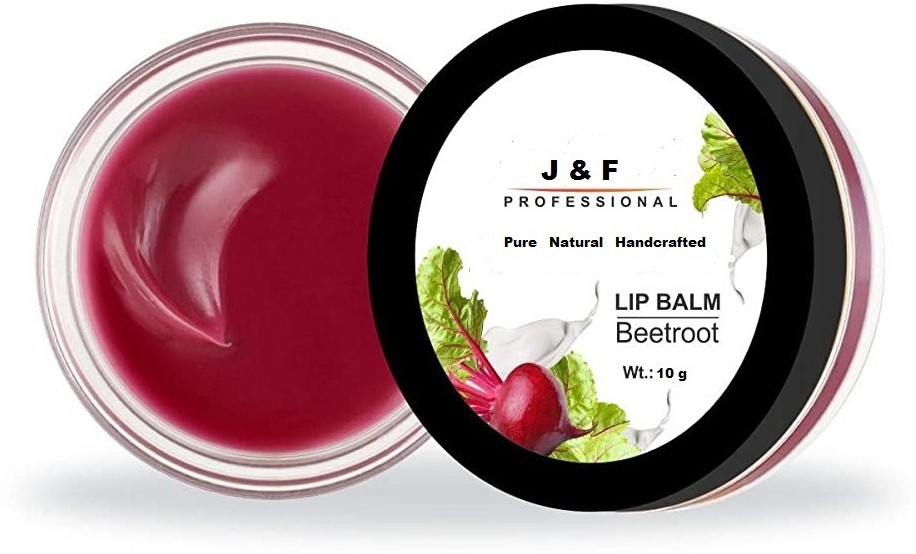 J & F
PROFESSIONAL
Pure Natural Handcrafted
LIP BALM
Beetroot
Wt.: 10 g